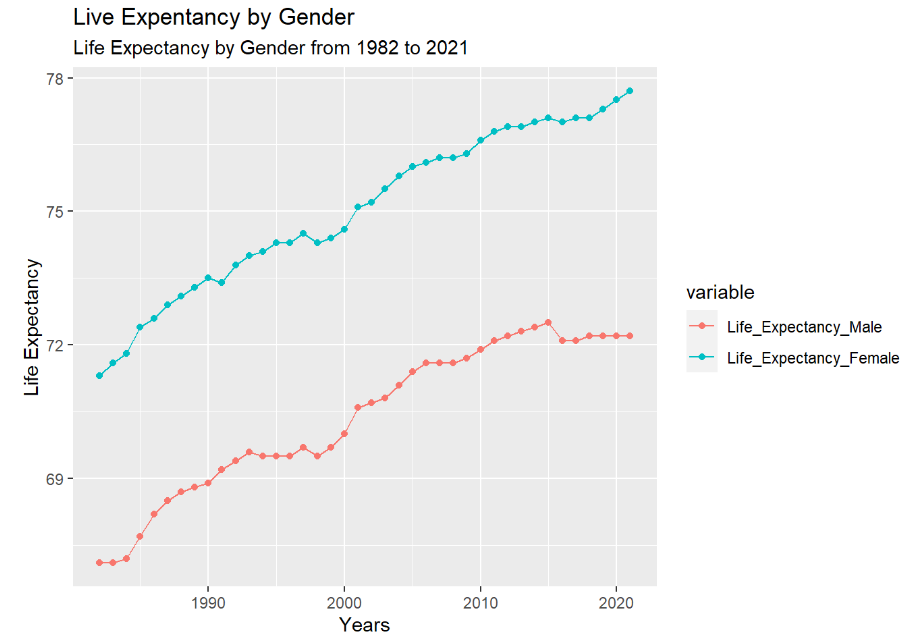 Live Expentancy by Gender
Life Expectancy by Gender from 1982 to 2021
78
75
72
69
Life Expectancy
1990
2000
2010
2020
Years
variable
Life_Expectancy_Male
Life_Expectancy_Female